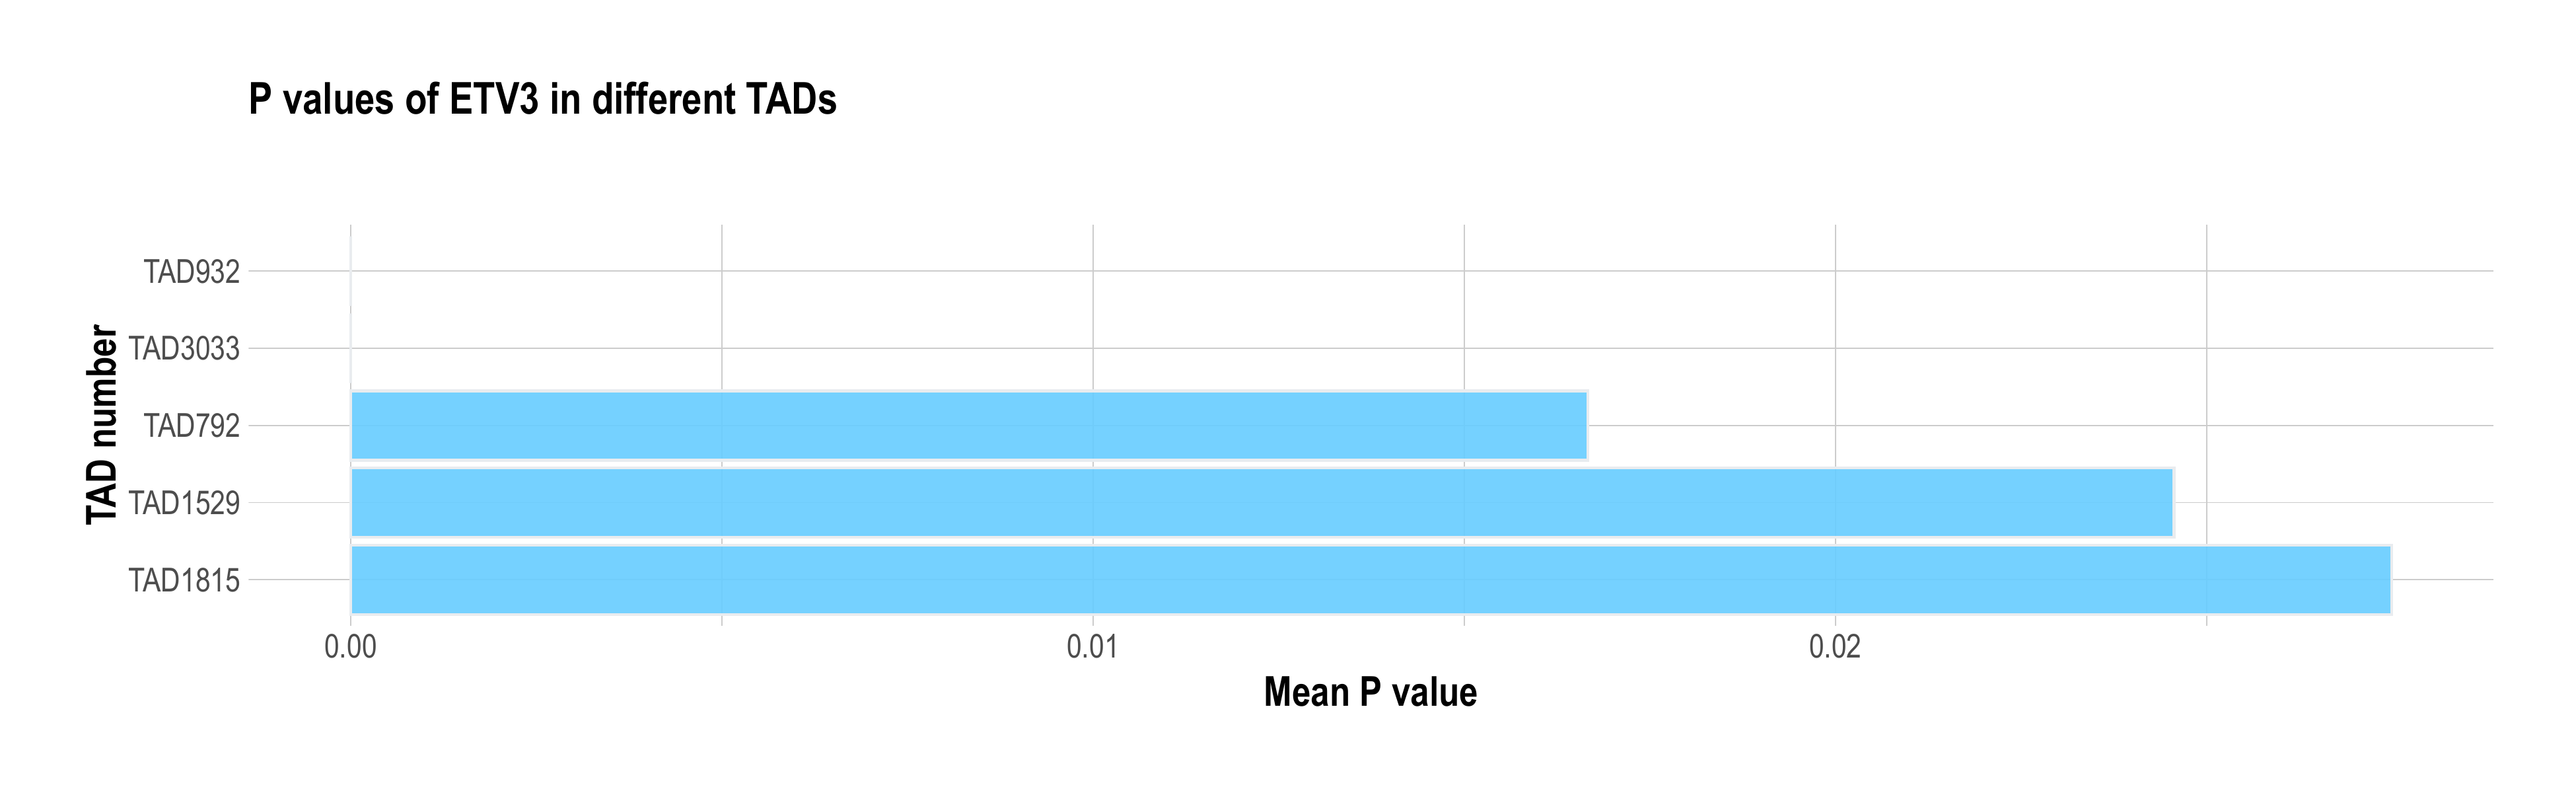 P values of ETV3 in different TADs
TAD number
TAD932
TAD3033
TAD792
TAD1529
TAD1815
0.00
0.01
0.02
Mean P value